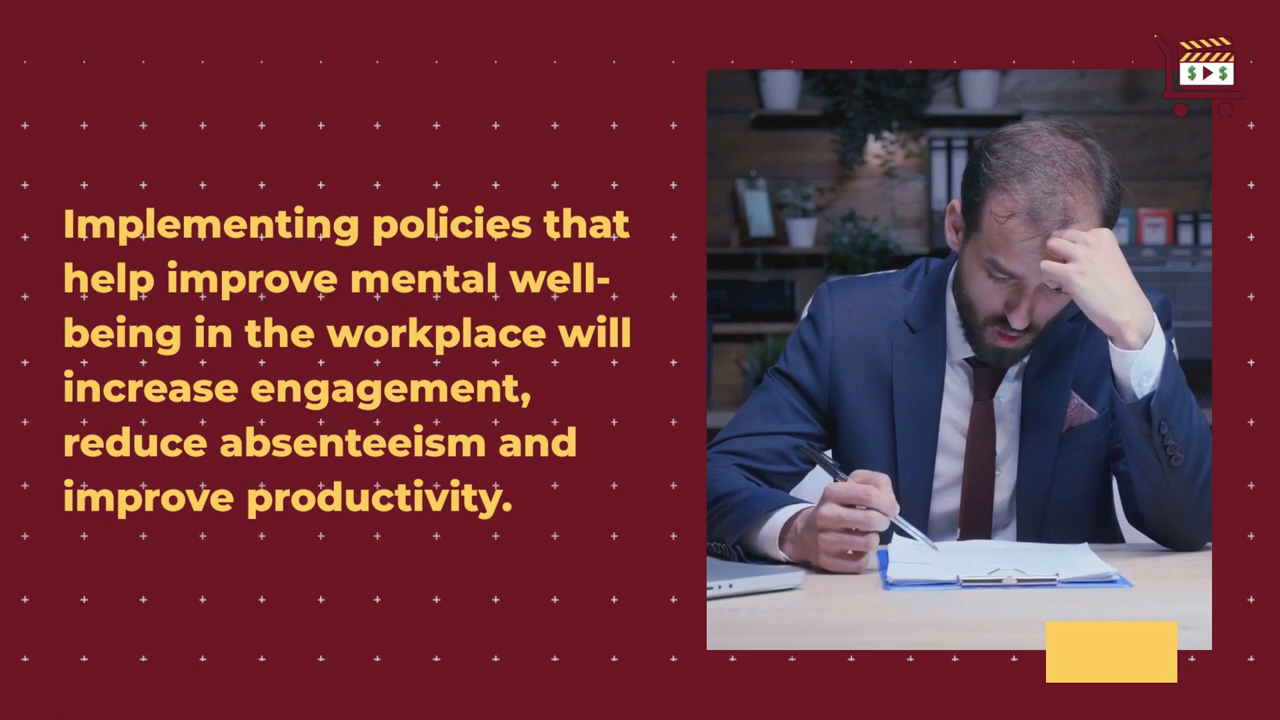 Implementing policies that
help improve mental well-
being in the workplace will
increase engagement,
reduce absenteeism and
improve productivity.
$ $